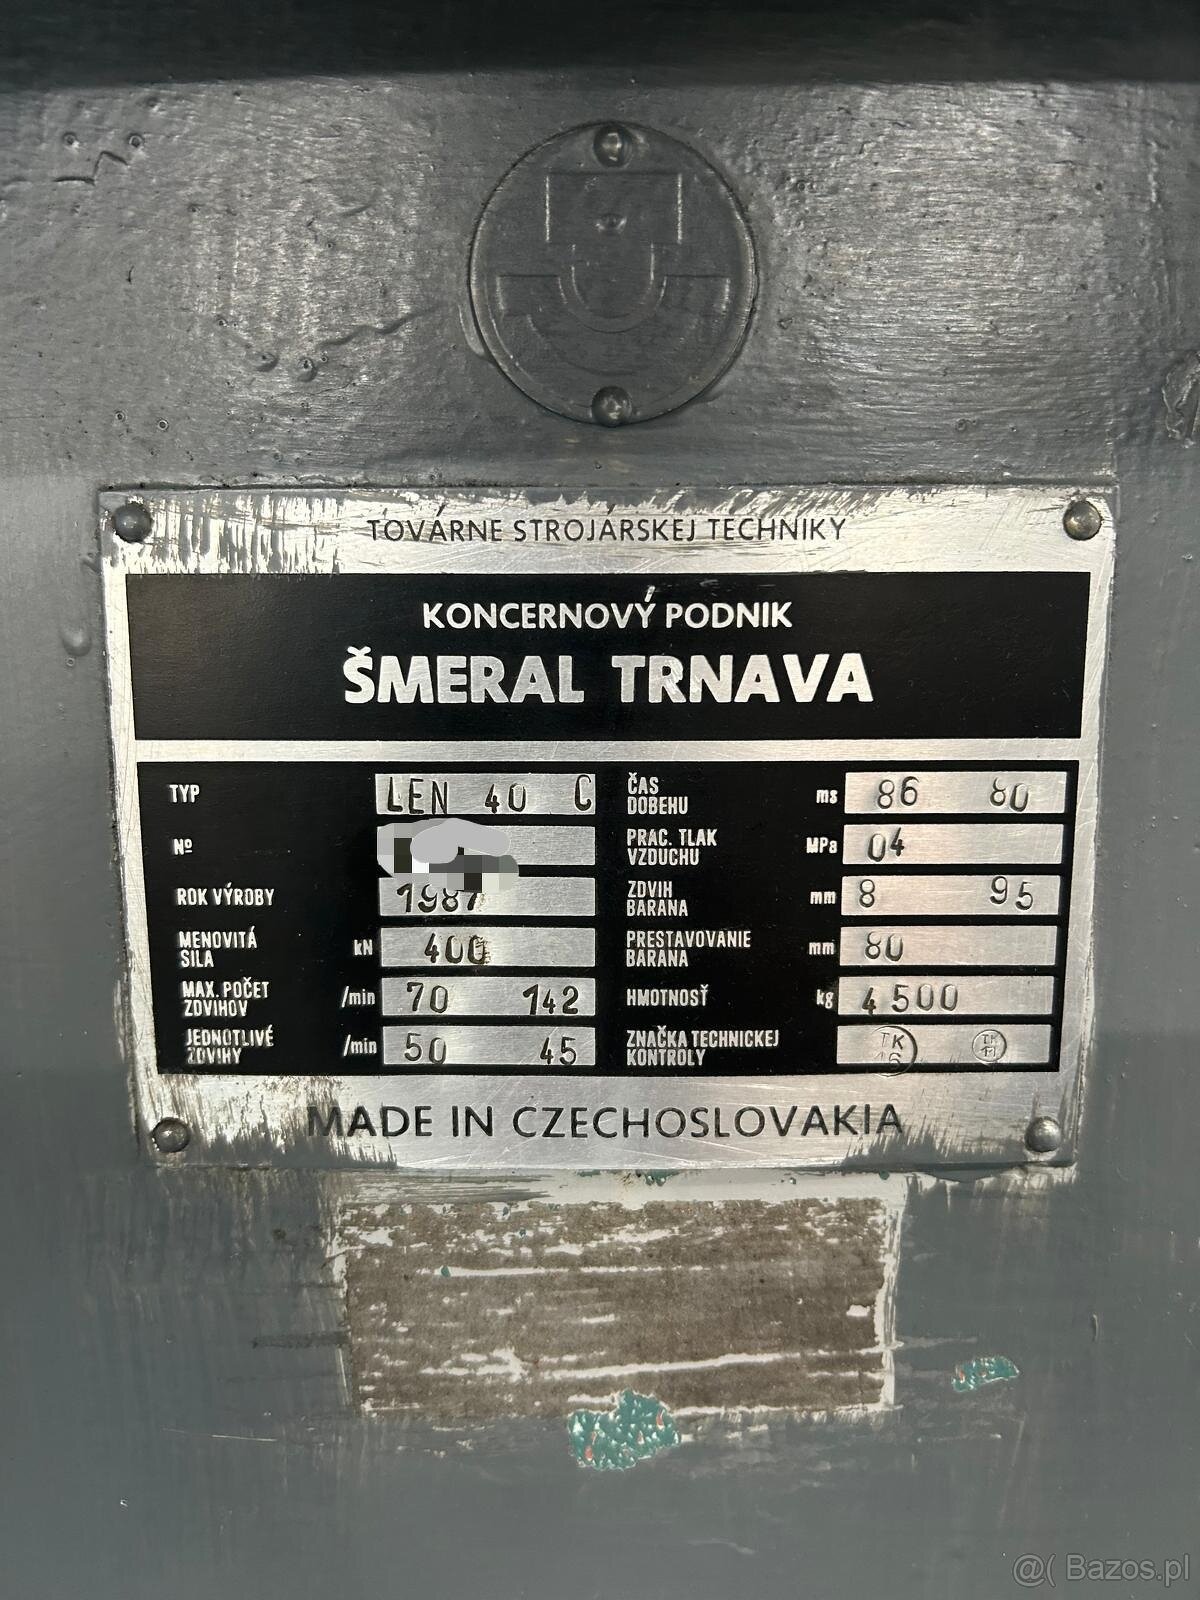 TOVÁRNE STROJÁRSKEJ TECHNIKY
KONCERNOVÝ PODNIK
ŠMERAL TRNAVA
TYP LEN 40 C
Nº
ROK VÝROBY 1987
MENOVITÁ SILA kN 400
MAX. POČET ZDVIHOV /min 70 142
JEDNOTLIVÉ ZDVIHY /min 50 45
ČAS DOBEHU ms 86 80
PRAC. TLAK VZDUCHU MPa 04
ZDVIH BARANA mm 8 95
PRESTAVOVANIE BARANA mm 80
HMOTNOSŤ kg 4 500
ZNAČKA TECHNICKEJ KONTROLY TK
MADE IN CZECHOSLOVAKIA
@( Bazos.pl